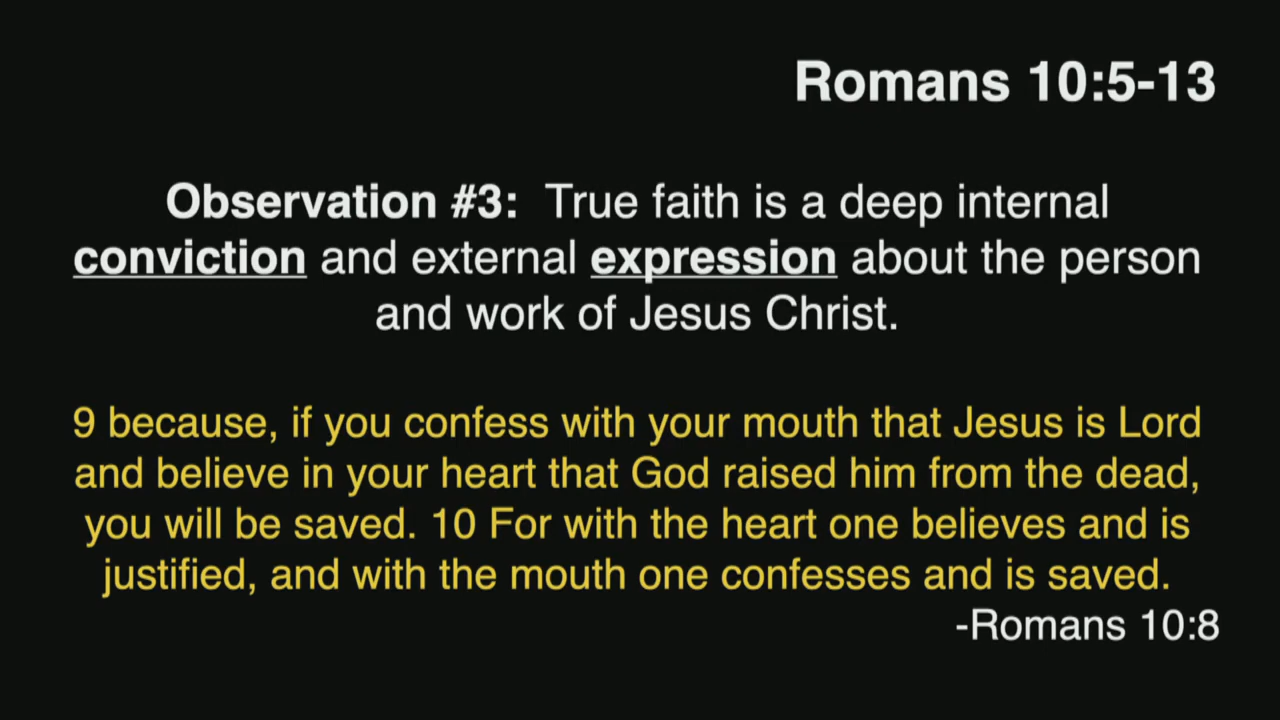 Romans 10:5-13
Observation #3: True faith is a deep internal
conviction and external expression about the person
and work of Jesus Christ.
9 because, if you confess with your mouth that Jesus is Lord
and believe in your heart that God raised him from the dead,
you will be saved. 10 For with the heart one believes and is
justified, and with the mouth one confesses and is saved.
-Romans 10:8